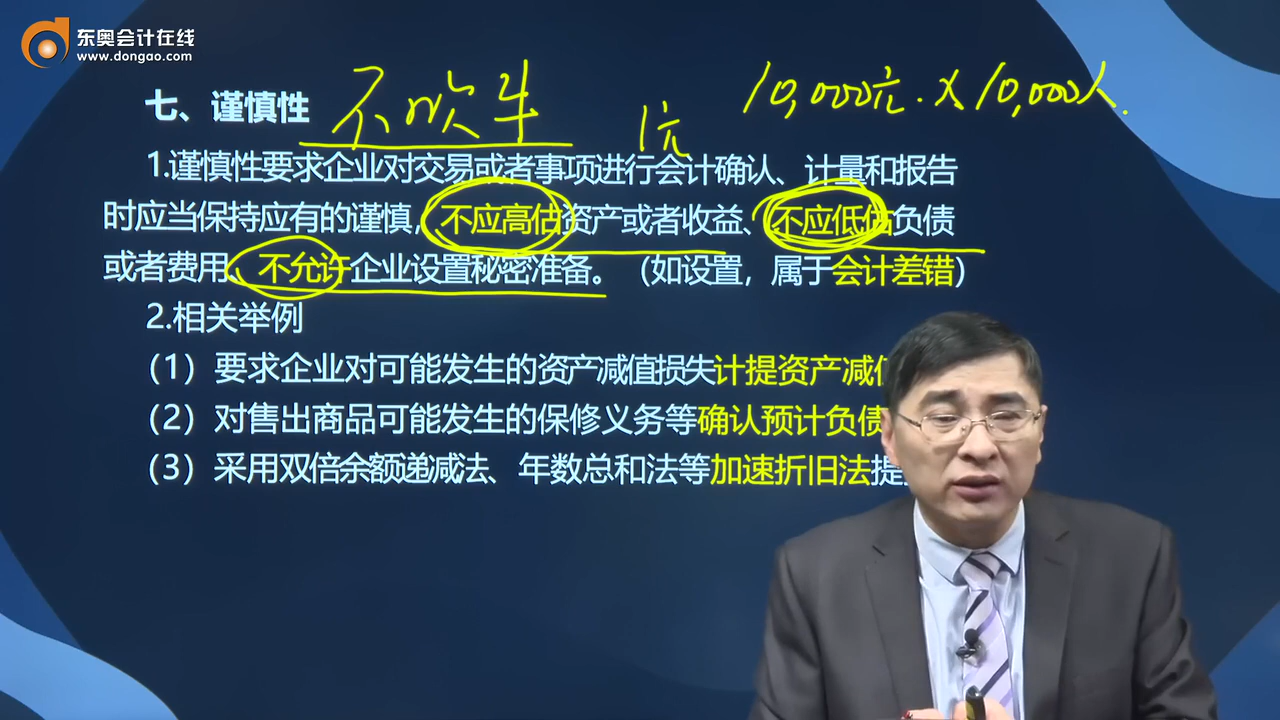 东奥会计在线
www.dongao.com
七、谨慎性 不吹牛 1元 10,000元.×10,000人.
1.谨慎性要求企业对交易或者事项进行会计确认、计量和报告
时应当保持应有的谨慎，不应高估资产或者收益、不应低估负债
或者费用、不允许企业设置秘密准备。（如设置，属于会计差错）
2.相关举例
（1）要求企业对可能发生的资产减值损失计提资产减
（2）对售出商品可能发生的保修义务等确认预计负债
（3）采用双倍余额递减法、年数总和法等加速折旧法提